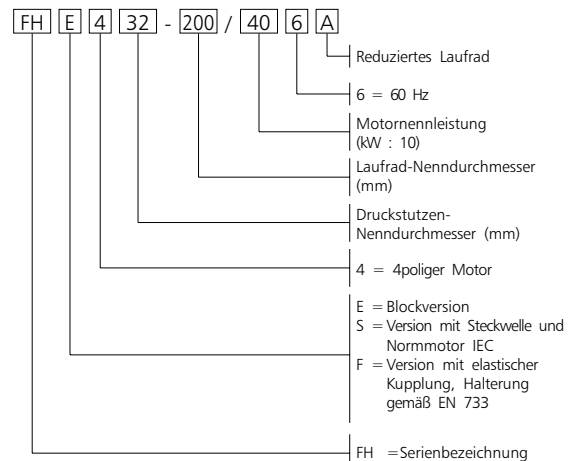 FH E 4 32 - 200 / 40 6 A
Reduziertes Laufrad
6 = 60 Hz
Motornennleistung
(kW : 10)
Laufrad-Nenndurchmesser
(mm)
Druckstutzen-
Nenndurchmesser (mm)
4 = 4poliger Motor
E = Blockversion
S = Version mit Steckwelle und
Normmotor IEC
F = Version mit elastischer
Kupplung, Halterung
gemäß EN 733
FH =Serienbezeichnung